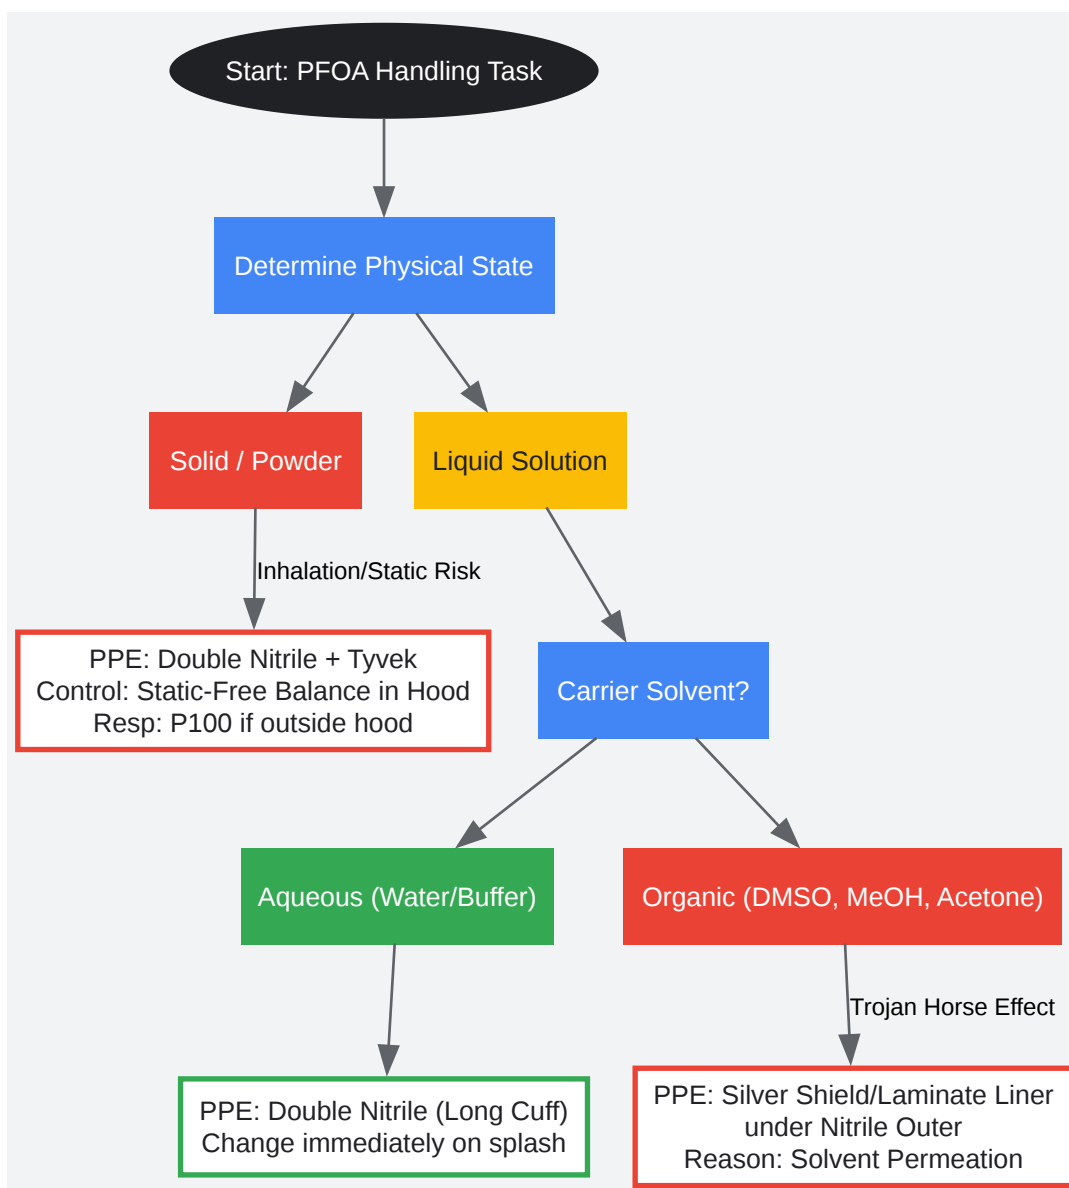 Start: PFOA Handling Task
Determine Physical State
Solid / Powder
Liquid Solution
Inhalation/Static Risk
PPE: Double Nitrile + Tyvek
Control: Static-Free Balance in Hood
Resp: P100 if outside hood
Carrier Solvent?
Aqueous (Water/Buffer)
Organic (DMSO, MeOH, Acetone)
Trojan Horse Effect
PPE: Double Nitrile (Long Cuff)
Change immediately on splash
PPE: Silver Shield/Laminate Liner
under Nitrile Outer
Reason: Solvent Permeation